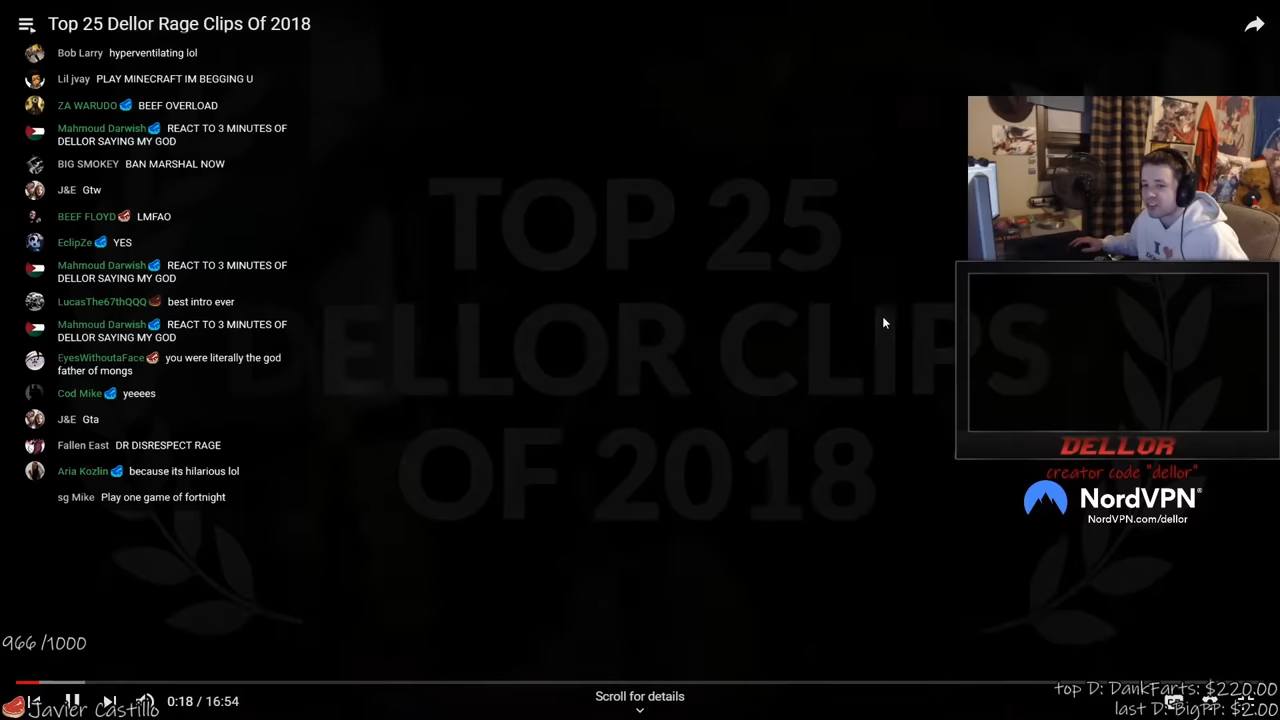 Top 25 Dellor Rage Clips Of 2018
Bob Larry hyperventilating lol
Lil jvay PLAY MINECRAFT IM BEGGING U
ZA WARUDO BEEF OVERLOAD
Mahmoud Darwish REACT TO 3 MINUTES OF
DELLOR SAYING MY GOD
BIG SMOKEY BAN MARSHAL NOW
J&E Gtw
BEEF FLOYD LMFAO
EclipZe YES
Mahmoud Darwish REACT TO 3 MINUTES OF
DELLOR SAYING MY GOD
LucasThe67thQQQ best intro ever
Mahmoud Darwish REACT TO 3 MINUTES OF
DELLOR SAYING MY GOD
EyesWithoutaFace you were literally the god
father of mongs
Cod Mike yeeees
J&E Gta
Fallen East DR DISRESPECT RAGE
Aria Kozlin because its hilarious lol
sg Mike Play one game of fortnight
TOP 25
DELLOR CLIPS
OF 2018
I
DELLOR
creator code "dellor"
NordVPN®
NordVPN.com/dellor
966 /1000
0:18 / 16:54
Scroll for details
Javier Castillo
top D: DankFarts: $220.00
last D: BigPP: $2.00